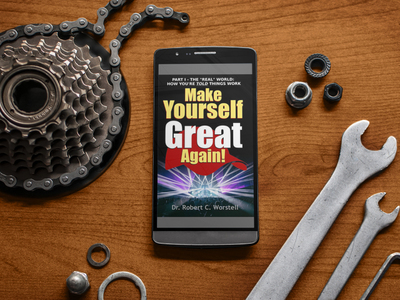 PART I - THE "REAL" WORLD:
HOW YOU'RE TOLD THINGS WORK
Make
Yourself
Great
Again!
Dr. Robert C. Worstell